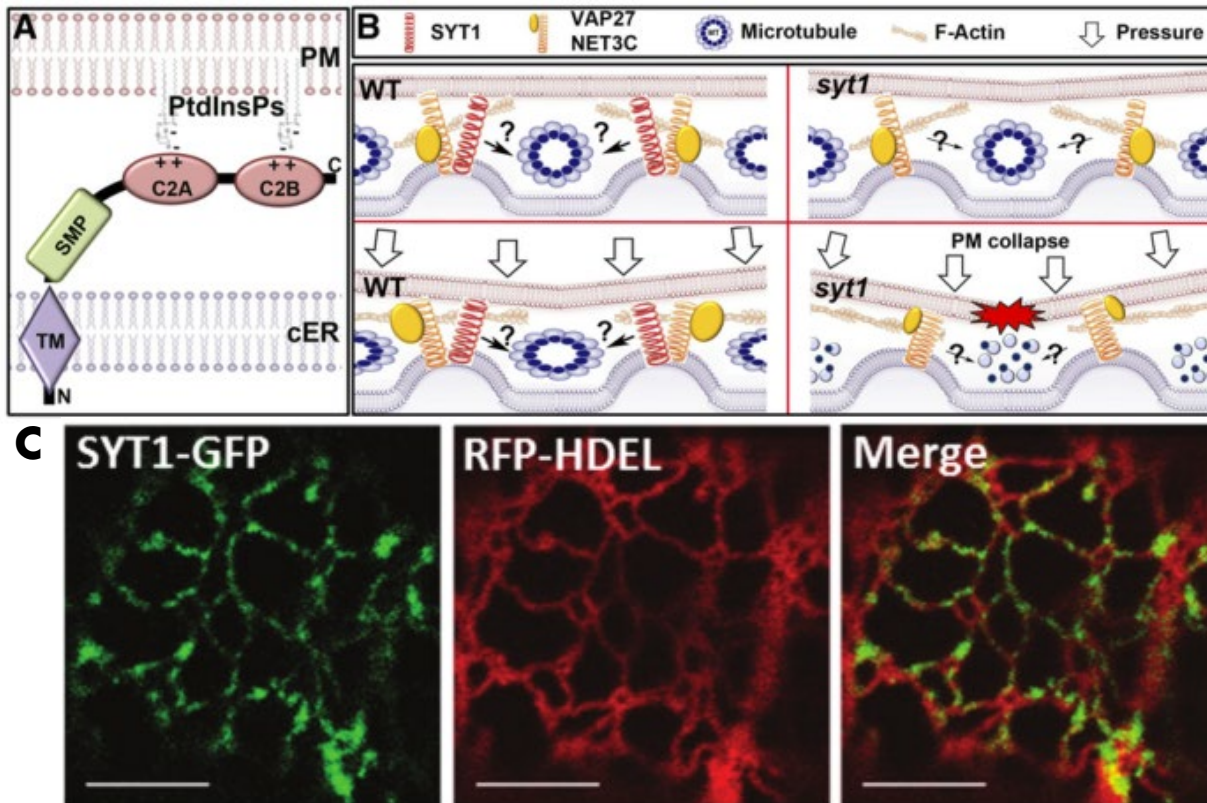 A
PM
PtdInsPs
- -
+ + + +
C2A C2B C
SMP
cER
TM
N
B
SYT1 VAP27 NET3C Microtubule F-Actin Pressure
MT
WT
? ?
syt1
? ?
WT
? ?
PM collapse
syt1
? ?
C
SYT1-GFP RFP-HDEL Merge